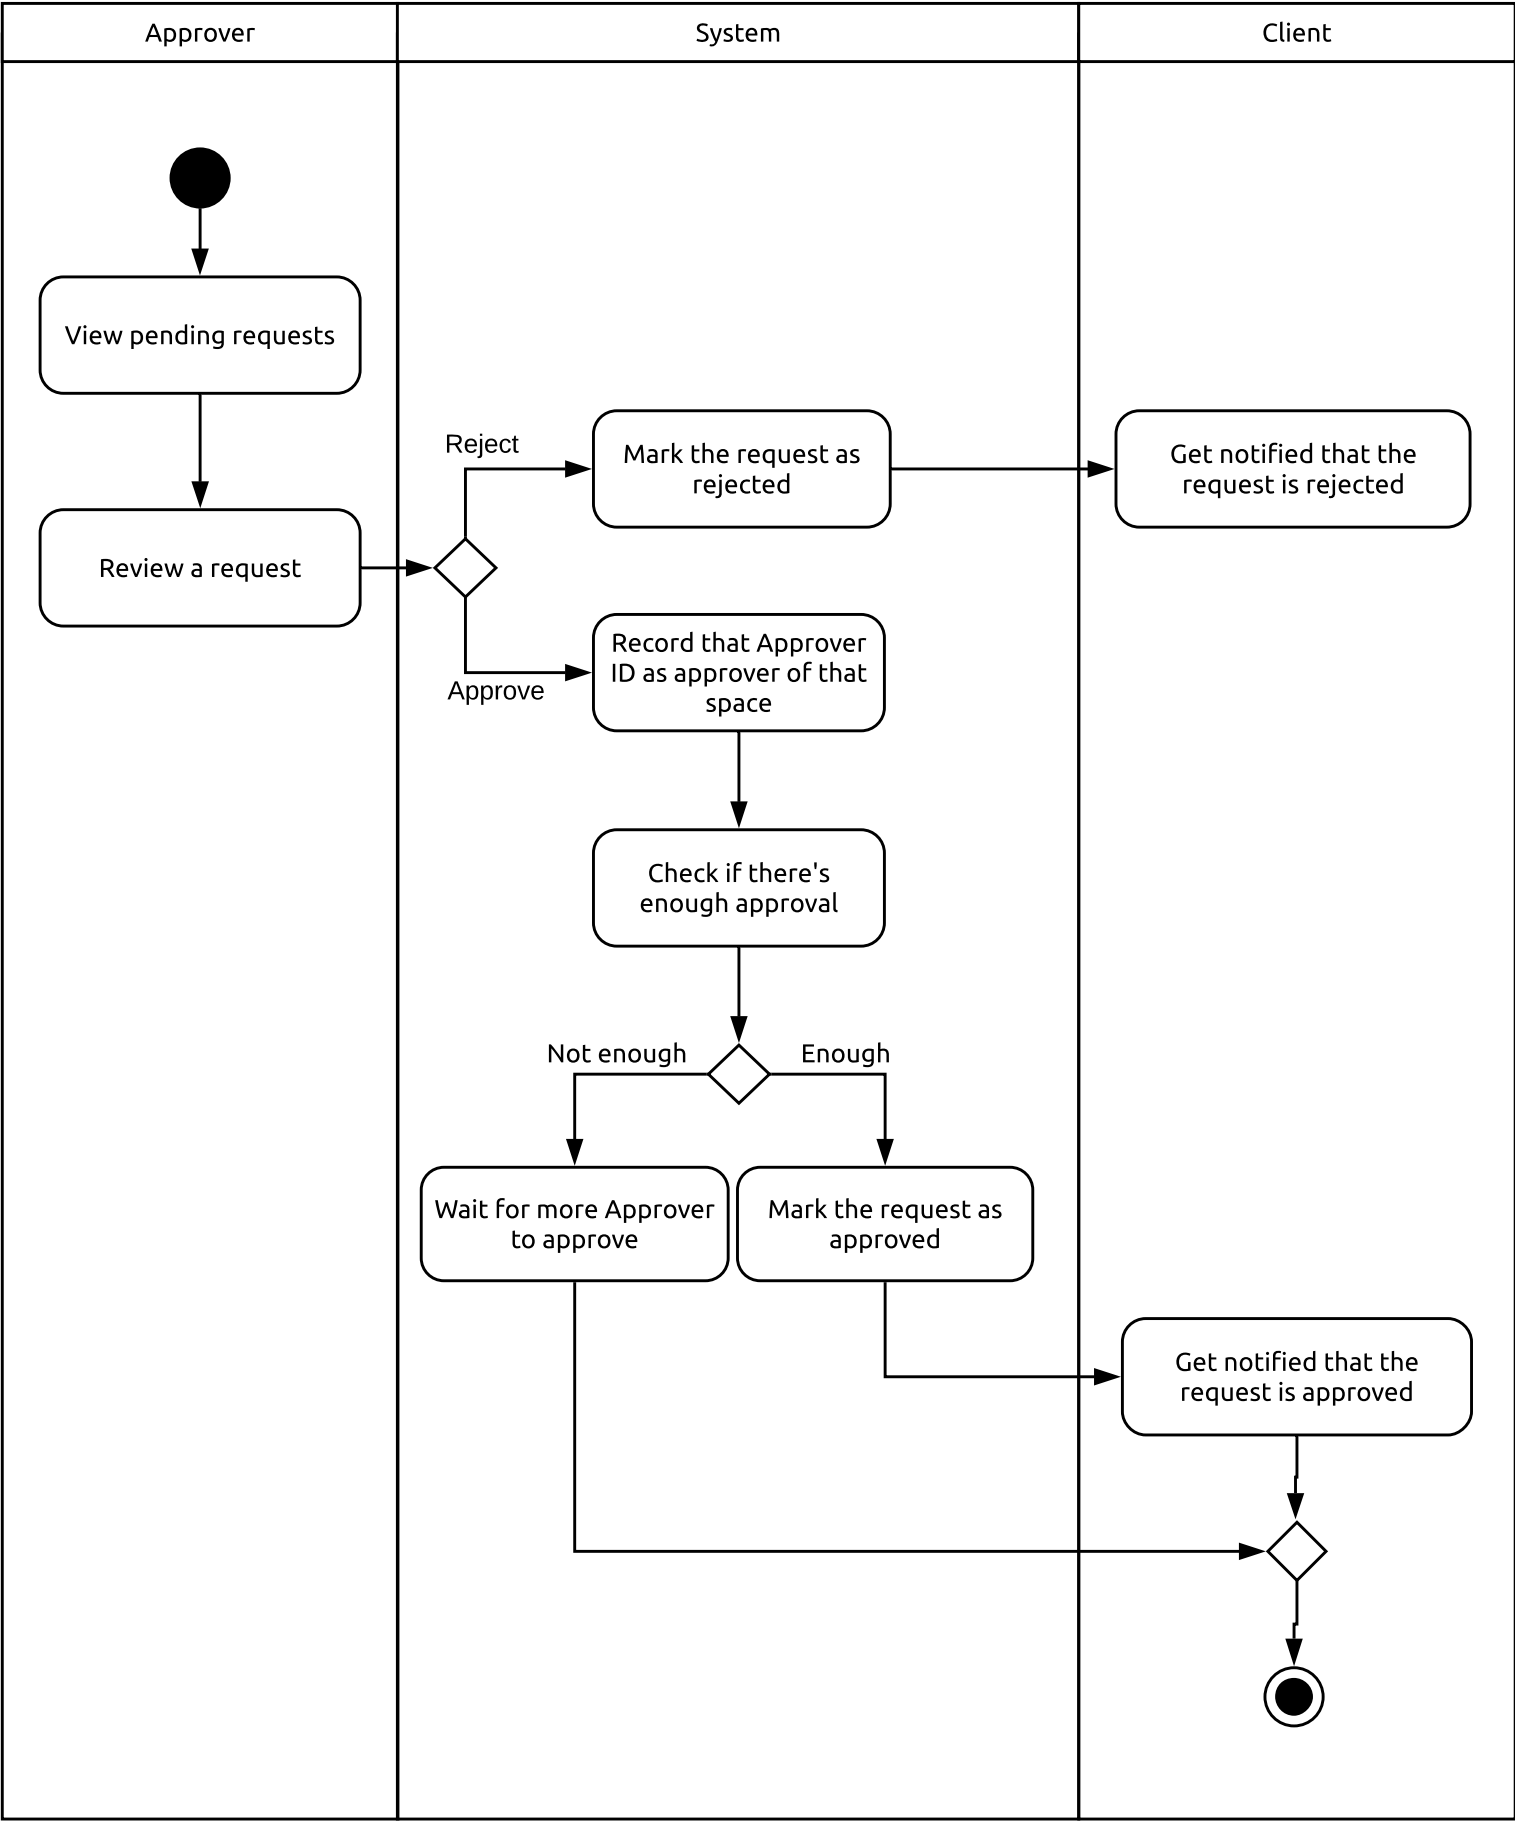 Approver
System
Client
View pending requests
Reject
Mark the request as
rejected
Get notified that the
request is rejected
Review a request
Record that Approver
ID as approver of that
space
Approve
Check if there's
enough approval
Not enough
Enough
Wait for more Approver
to approve
Mark the request as
approved
Get notified that the
request is approved